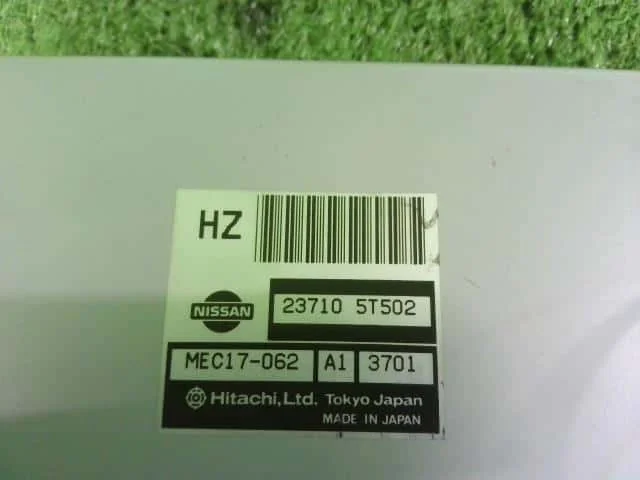 HZ
NISSAN
23710 5T502
MEC17-062 A1 3701
Hitachi, Ltd. Tokyo Japan
MADE IN JAPAN